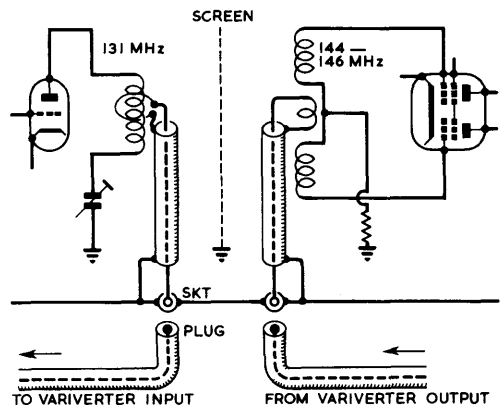 SCREEN
131 MHz
144 —
146 MHz
SKT
PLUG
TO VARIVERTER INPUT
FROM VARIVERTER OUTPUT